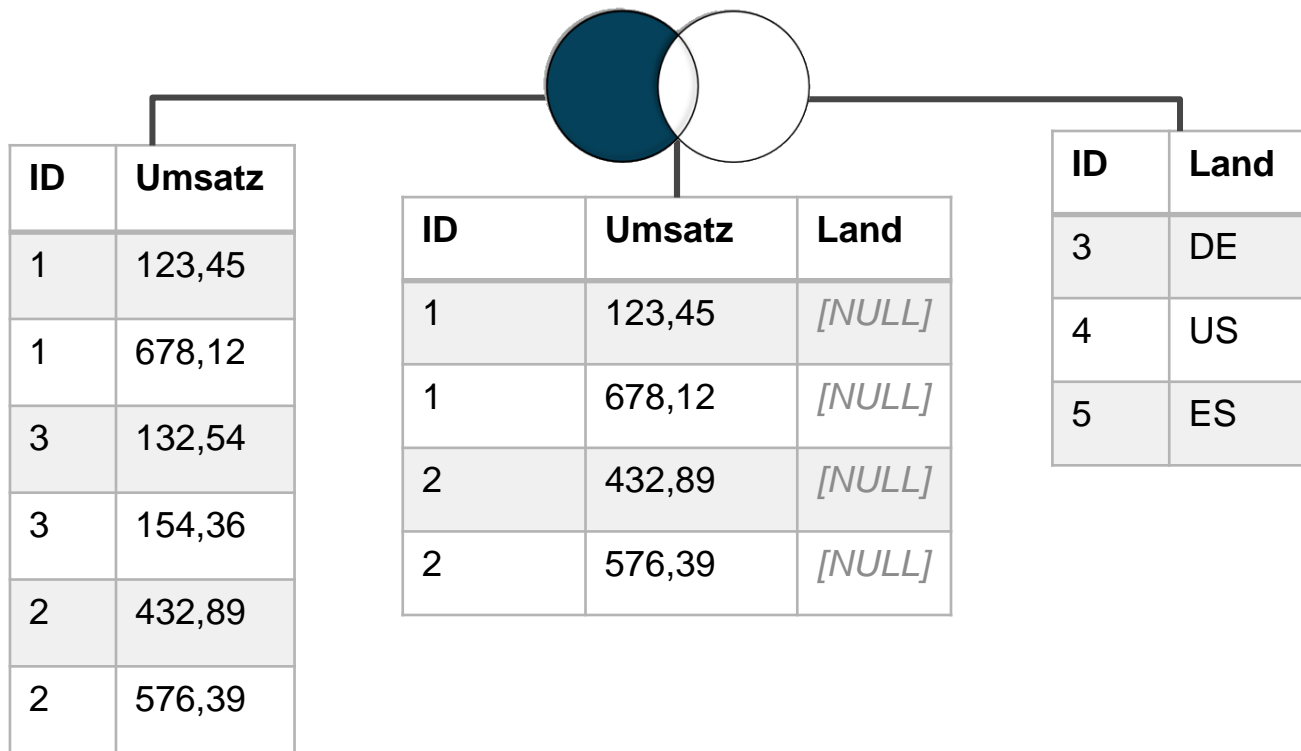 ID Umsatz
1 123,45
1 678,12
3 132,54
3 154,36
2 432,89
2 576,39
ID Umsatz Land
1 123,45 [NULL]
1 678,12 [NULL]
2 432,89 [NULL]
2 576,39 [NULL]
ID Land
3 DE
4 US
5 ES